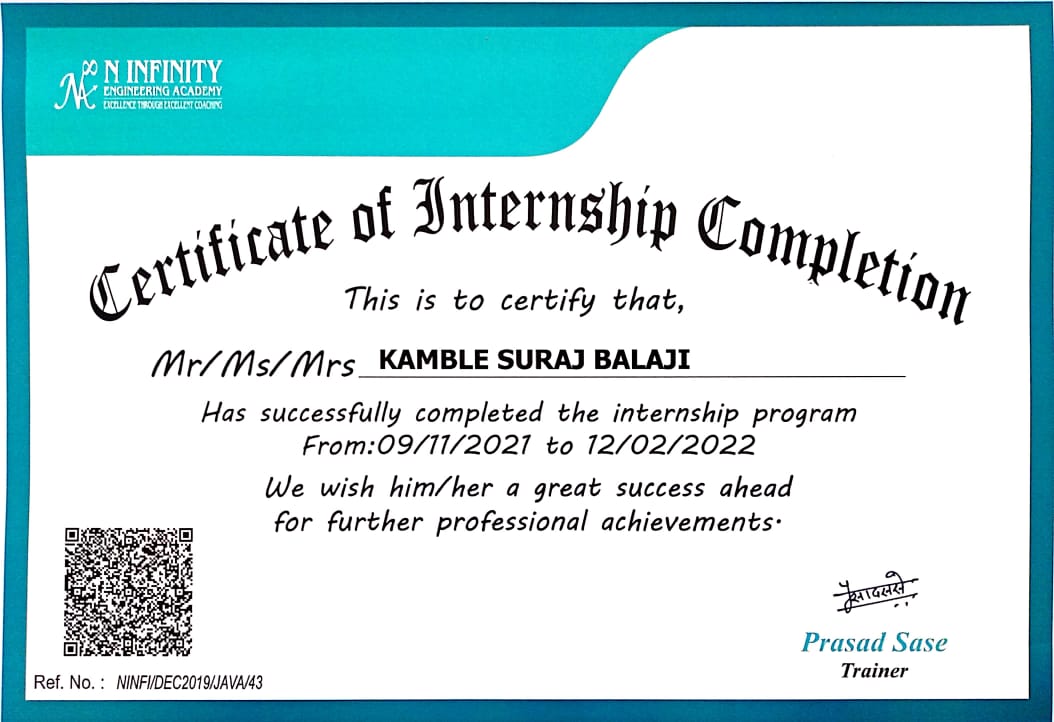 N INFINITY
ENGINEERING ACADEMY
EXCELLENCE THROUGH EXCELLENT COACHING
Certificate of Internship Completion
This is to certify that,
Mr/Ms/Mrs KAMBLE SURAJ BALAJI
Has successfully completed the internship program
From:09/11/2021 to 12/02/2022
We wish him/her a great success ahead
for further professional achievements.
Prasad Sase
Trainer
Ref. No. : NINFI/DEC2019/JAVA/43